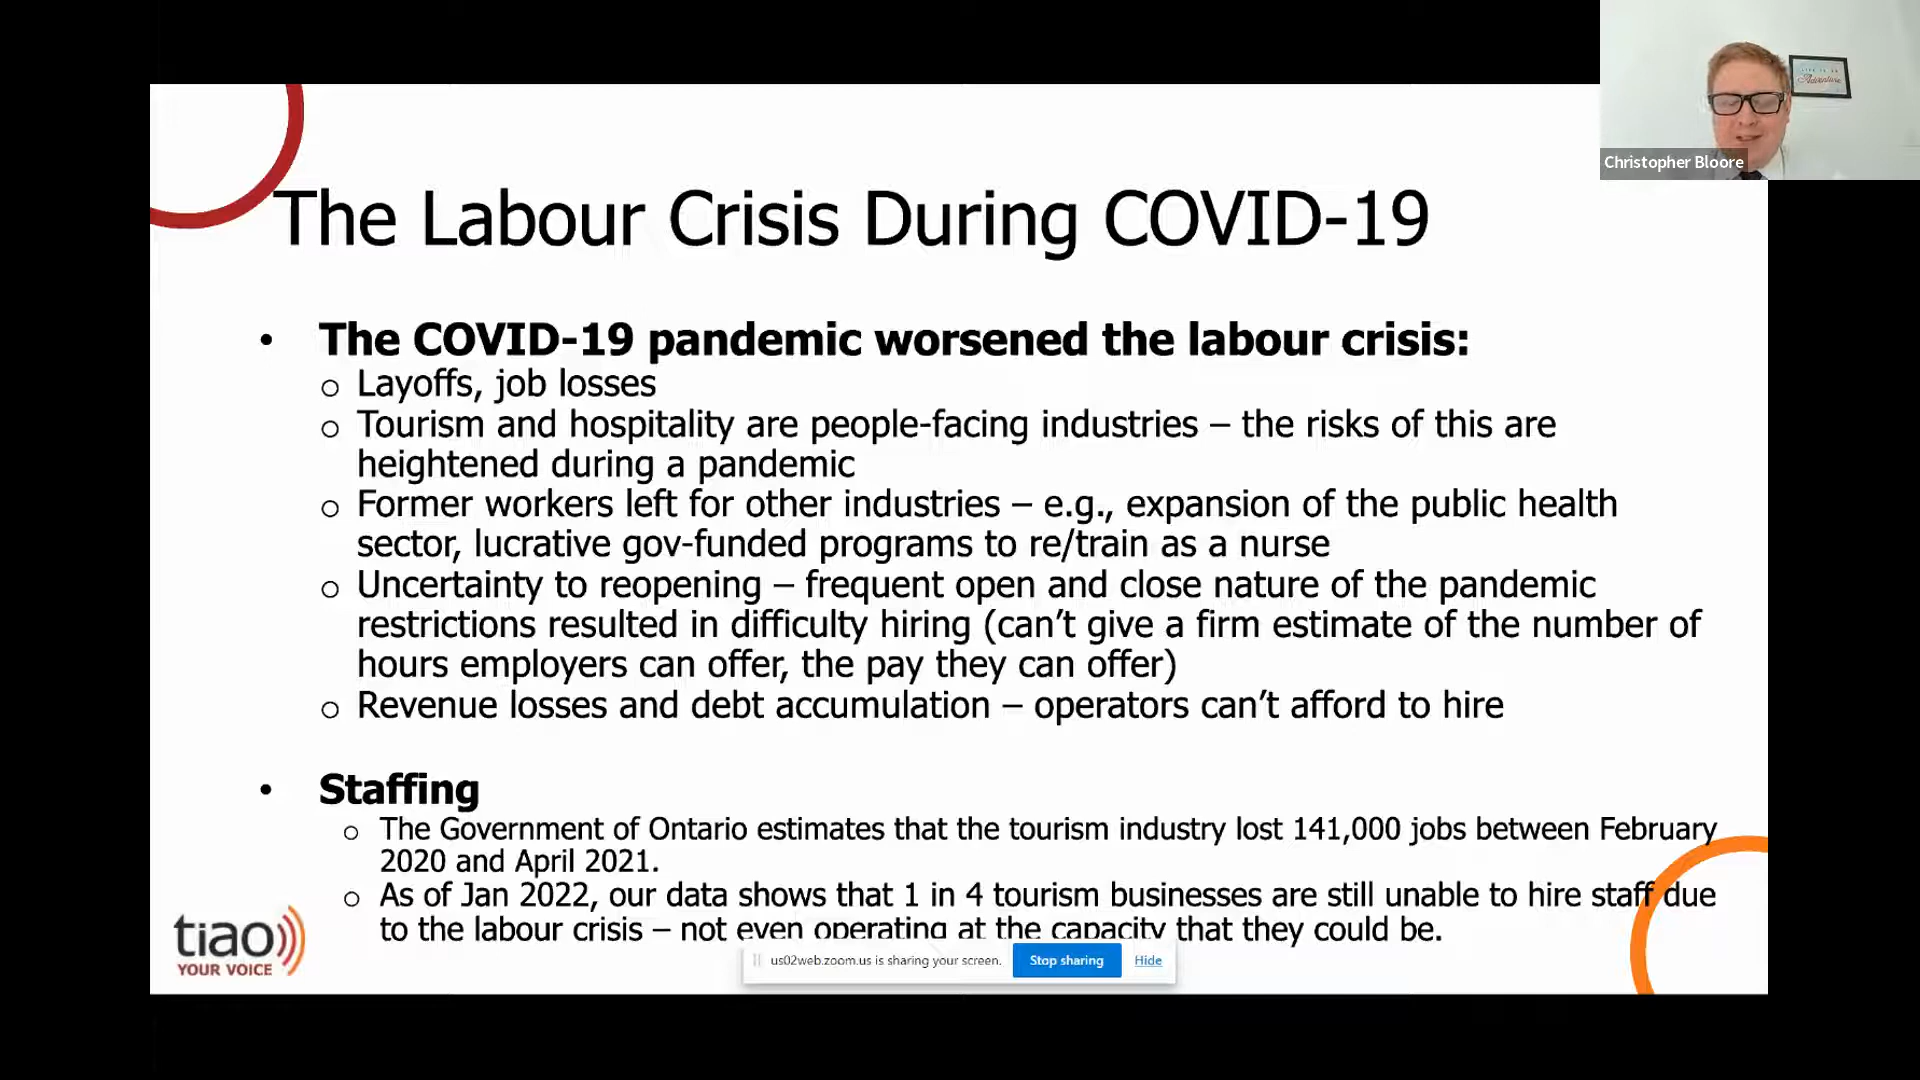 Adventure
Christopher Bloore
The Labour Crisis During COVID-19
• The COVID-19 pandemic worsened the labour crisis:
o Layoffs, job losses
o Tourism and hospitality are people-facing industries – the risks of this are
heightened during a pandemic
o Former workers left for other industries – e.g., expansion of the public health
sector, lucrative gov-funded programs to re/train as a nurse
o Uncertainty to reopening – frequent open and close nature of the pandemic
restrictions resulted in difficulty hiring (can’t give a firm estimate of the number of
hours employers can offer, the pay they can offer)
o Revenue losses and debt accumulation – operators can’t afford to hire
• Staffing
o The Government of Ontario estimates that the tourism industry lost 141,000 jobs between February
2020 and April 2021.
o As of Jan 2022, our data shows that 1 in 4 tourism businesses are still unable to hire staff due
to the labour crisis – not even operating at the capacity that they could be.
tiao
YOUR VOICE
us02web.zoom.us is sharing your screen. Stop sharing Hide